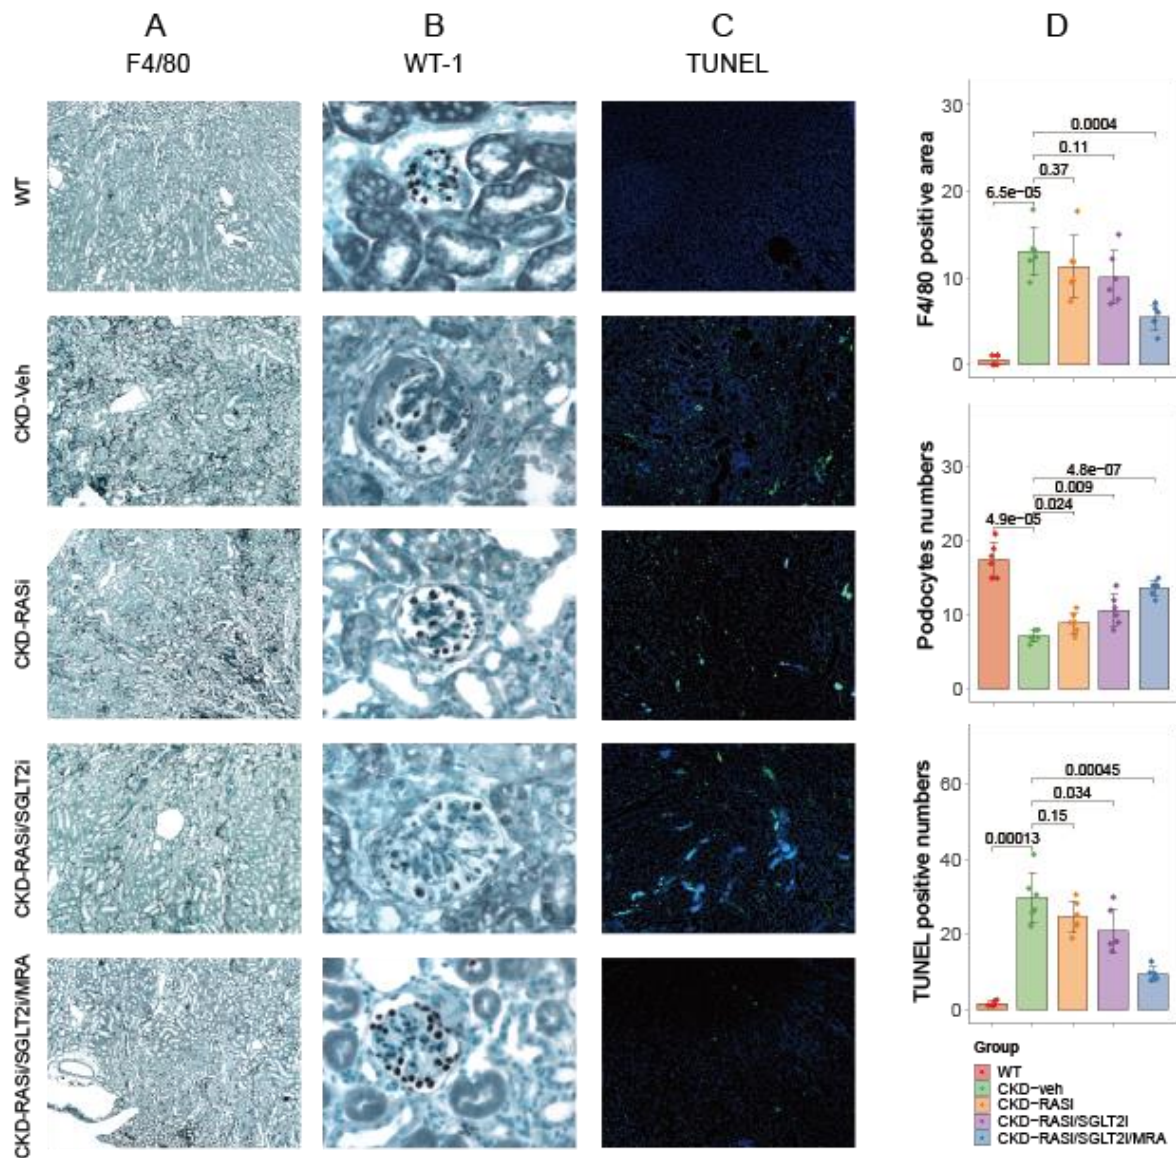 A
B
C
D
F4/80
WT-1
TUNEL
WT
CKD-Veh
CKD-RASi
CKD-RASi/SGLT2i
CKD-RASi/SGLT2i/MRA
F4/80 positive area
30
20
10
0
0.0004
0.11
0.37
6.5e-05
Podocytes numbers
30
20
10
0
4.8e-07
0.009
0.024
4.9e-05
TUNEL positive numbers
60
40
20
0
0.00045
0.034
0.15
0.00013
Group
WT
CKD-veh
CKD-RASI
CKD-RASI/SGLT2I
CKD-RASI/SGLT2I/MRA